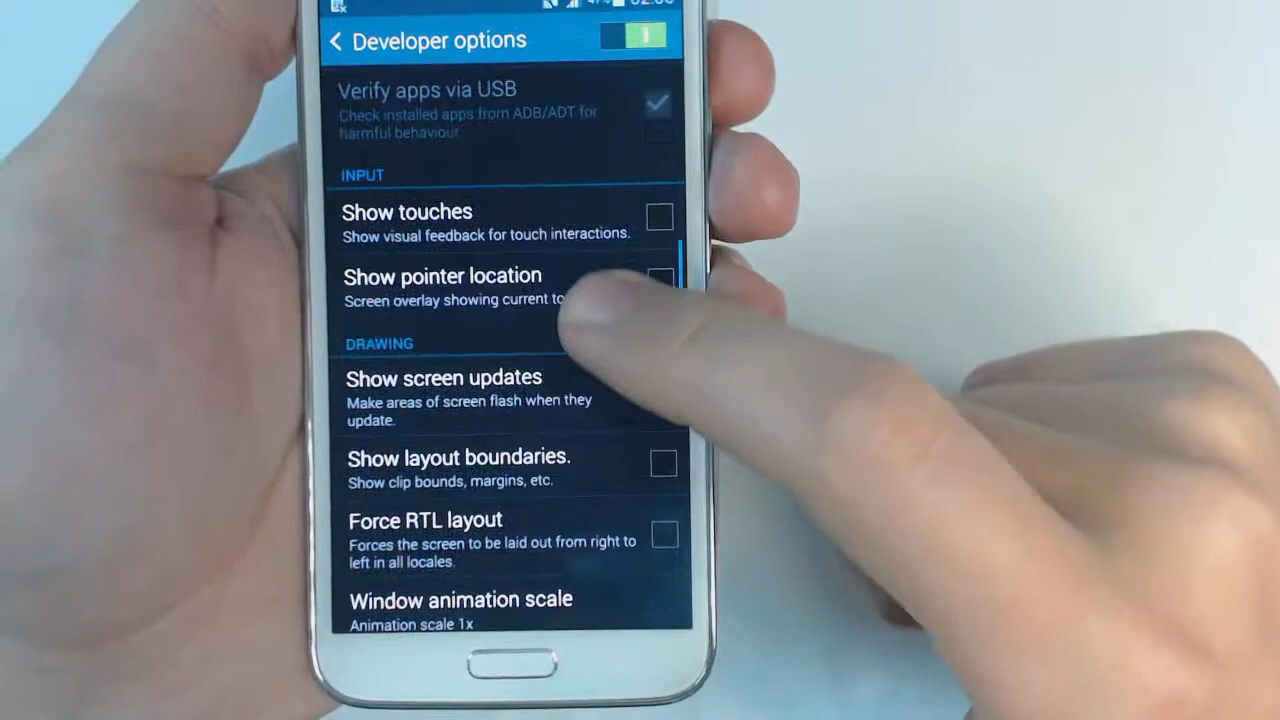 Developer options
Verify apps via USB
Check installed apps from ADB/ADT for
harmful behaviour
INPUT
Show touches
Show visual feedback for touch interactions.
Show pointer location
Screen overlay showing current
DRAWING
Show screen updates
Make areas of screen flash when they
update.
Show layout boundaries.
Show clip bounds, margins, etc.
Force RTL layout
Forces the screen to be laid out from right to
left in all locales.
Window animation scale
Animation scale 1x